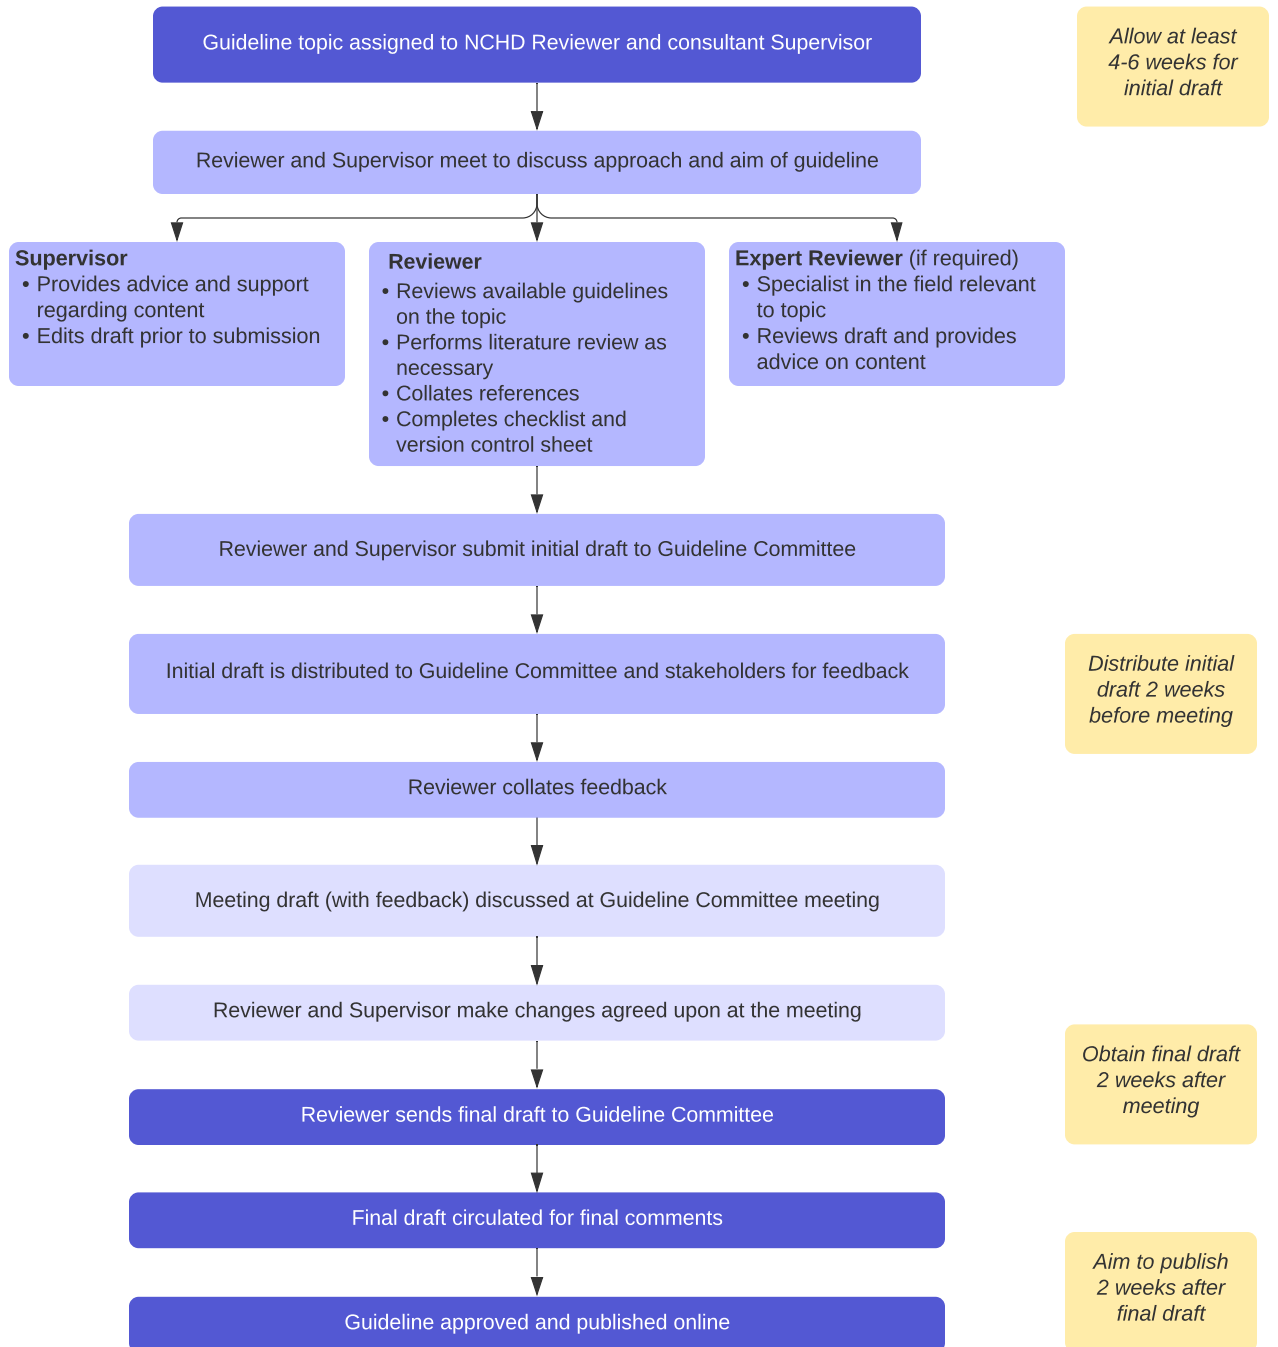 Guideline topic assigned to NCHD Reviewer and consultant Supervisor
Allow at least
4-6 weeks for
initial draft
Reviewer and Supervisor meet to discuss approach and aim of guideline
Supervisor
• Provides advice and support
regarding content
• Edits draft prior to submission
Reviewer
• Reviews available guidelines
on the topic
• Performs literature review as
necessary
• Collates references
• Completes checklist and
version control sheet
Expert Reviewer (if required)
• Specialist in the field relevant
to topic
• Reviews draft and provides
advice on content
Reviewer and Supervisor submit initial draft to Guideline Committee
Initial draft is distributed to Guideline Committee and stakeholders for feedback
Distribute initial
draft 2 weeks
before meeting
Reviewer collates feedback
Meeting draft (with feedback) discussed at Guideline Committee meeting
Reviewer and Supervisor make changes agreed upon at the meeting
Obtain final draft
2 weeks after
meeting
Reviewer sends final draft to Guideline Committee
Final draft circulated for final comments
Aim to publish
2 weeks after
final draft
Guideline approved and published online